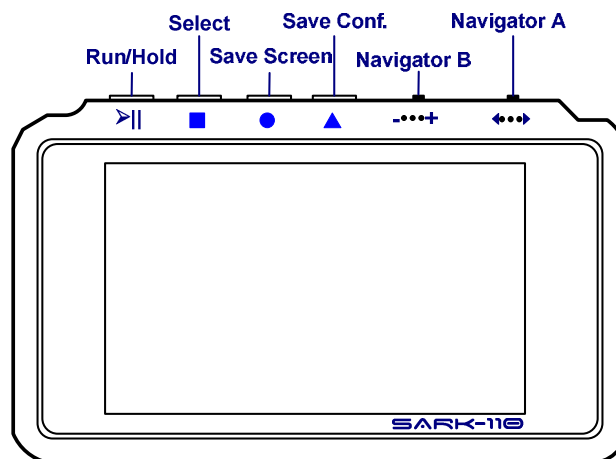 Save Conf.
Navigator A
Select
Run/Hold
Save Screen
Navigator B
SARK-110